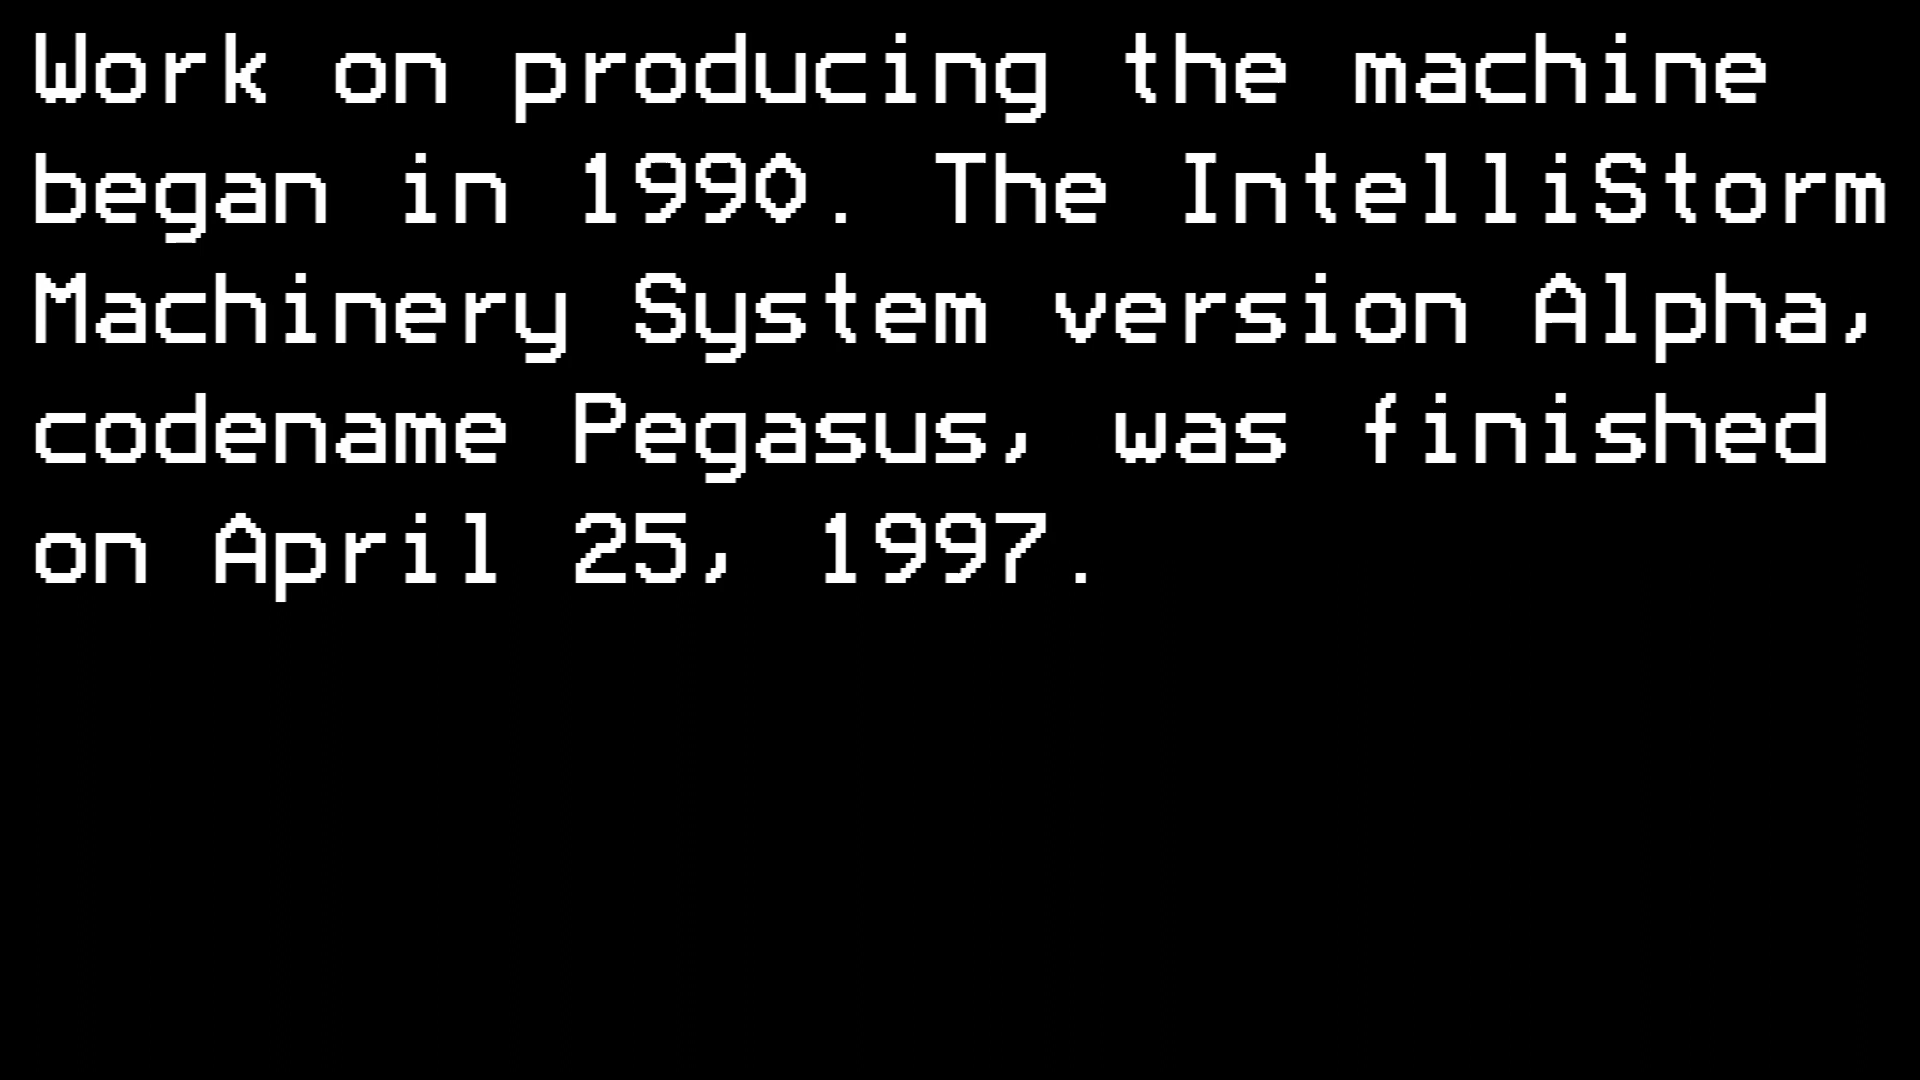 Work on producing the machine
began in 1990. The IntelliStorm
Machinery System version Alpha,
codename Pegasus, was finished
on April 25, 1997.